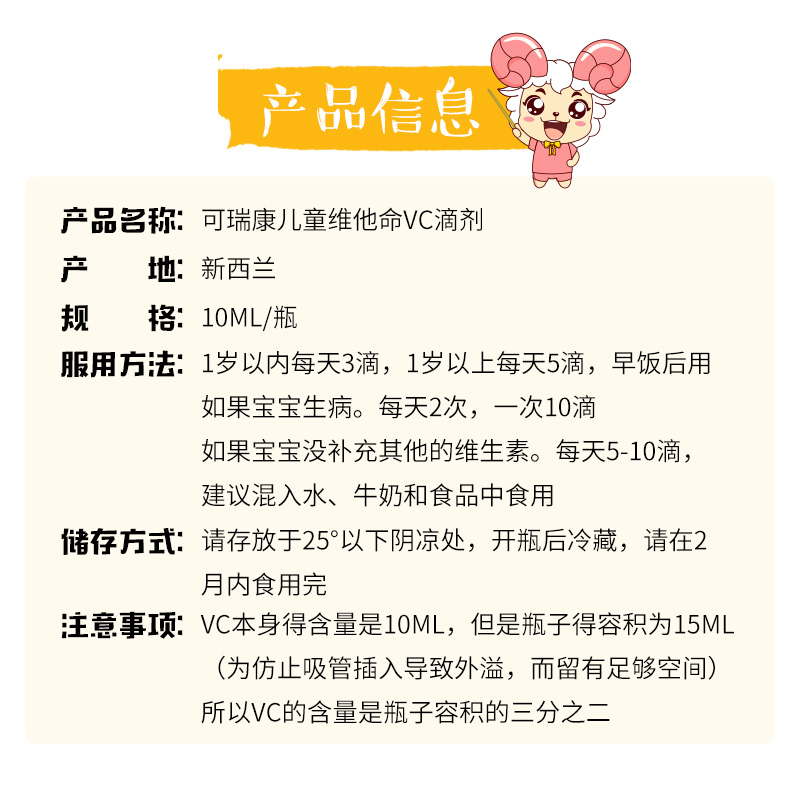 产品信息
产品名称: 可瑞康儿童维他命VC滴剂
产 地: 新西兰
规 格: 10ML/瓶
服用方法: 1岁以内每天3滴，1岁以上每天5滴，早饭后用
如果宝宝生病。每天2次，一次10滴
如果宝宝没补充其他的维生素。每天5-10滴，
建议混入水、牛奶和食品中食用
储存方式: 请存放于25°以下阴凉处，开瓶后冷藏，请在2
月内食用完
注意事项: VC本身得含量是10ML，但是瓶子得容积为15ML
（为仿止吸管插入导致外溢，而留有足够空间）
所以VC的含量是瓶子容积的三分之二